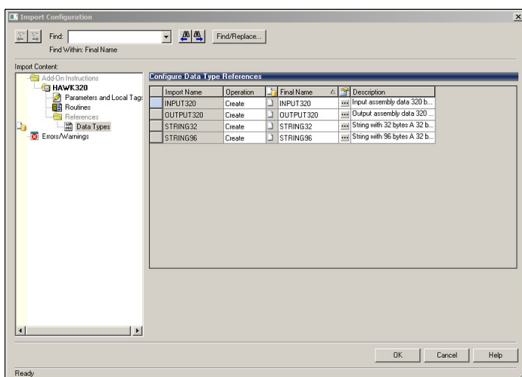 Import Configuration
Find:
Find/Replace...
Find Within: Final Name
Import Content:
Add-On Instructions
HAWK320
Parameters and Local Tags
Routines
References
Data Types
Errors/Warnings
Configure Data Type References
Import Name Operation Final Name Description
INPUT320 Create INPUT320 ... Input assembly data 320 b...
OUTPUT320 Create OUTPUT320 ... Output assembly data 320 ...
STRING32 Create STRING32 ... String with 32 bytes A 32 b...
STRING96 Create STRING96 ... String with 96 bytes A 32 b...
OK Cancel Help
Ready